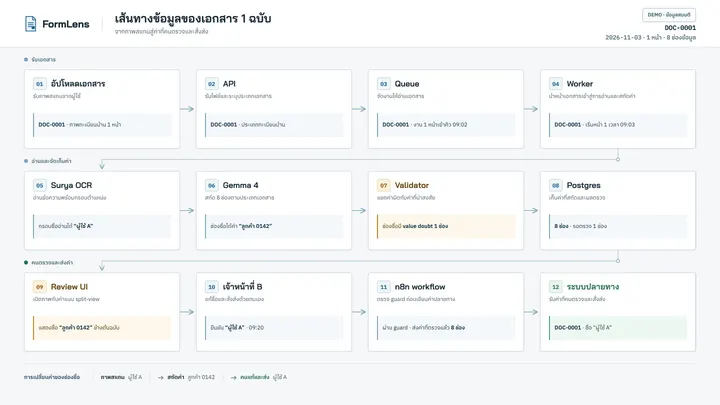 FormLens
เส้นทางข้อมูลของเอกสาร 1 ฉบับ
จากภาพสแกนสู่ค่าที่คนตรวจและสั่งส่ง
DEMO · ข้อมูลสมมติ
DOC-0001
2026-11-03 · 1 หน้า · 8 ช่องข้อมูล
รับเอกสาร
01 อัปโหลดเอกสาร
รับภาพสแกนจากผู้ใช้
DOC-0001 · ภาพทะเบียนบ้าน 1 หน้า
02 API
รับไฟล์และระบุประเภทเอกสาร
DOC-0001 · ประเภททะเบียนบ้าน
03 Queue
จัดงานให้อ่านเอกสาร
DOC-0001 · งาน 1 หน้าเข้าคิว 09:02
04 Worker
นำหน้าเอกสารเข้าสู่การอ่านและสกัดค่า
DOC-0001 · เริ่มหน้า 1 เวลา 09:03
อ่านและจัดเก็บค่า
05 Surya OCR
อ่านข้อความพร้อมกรอบตำแหน่ง
กรอบชื่ออ่านได้ "ผู้ใช้ A"
06 Gemma 4
สกัด 8 ช่องตามประเภทเอกสาร
ช่องชื่อได้ค่า "ลูกค้า 0142"
07 Validator
แยกค่าผิดกับค่าที่น่าสงสัย
ช่องชื่อมี value doubt 1 ช่อง
08 Postgres
เก็บค่าที่สกัดและผลตรวจ
8 ช่อง · รอตรวจ 1 ช่อง
คนตรวจและส่งค่า
09 Review UI
เปิดภาพกับค่าแบบ split-view
แสดงชื่อ "ลูกค้า 0142" ข้างต้นฉบับ
10 เจ้าหน้าที่ B
แก้ชื่อและสั่งส่งด้วยตนเอง
ยืนยัน "ผู้ใช้ A" · 09:20
11 n8n workflow
ตรวจ guard ก่อนเขียนค่าปลายทาง
ผ่าน guard · ส่งค่าที่ตรวจแล้ว 8 ช่อง
12 ระบบปลายทาง
รับค่าที่คนตรวจและสั่งส่ง
DOC-0001 · ชื่อ "ผู้ใช้ A"
การเปลี่ยนค่าของช่องชื่อ ภาพสแกน ผู้ใช้ A → สกัดค่า ลูกค้า 0142 → คนแก้และส่ง ผู้ใช้ A